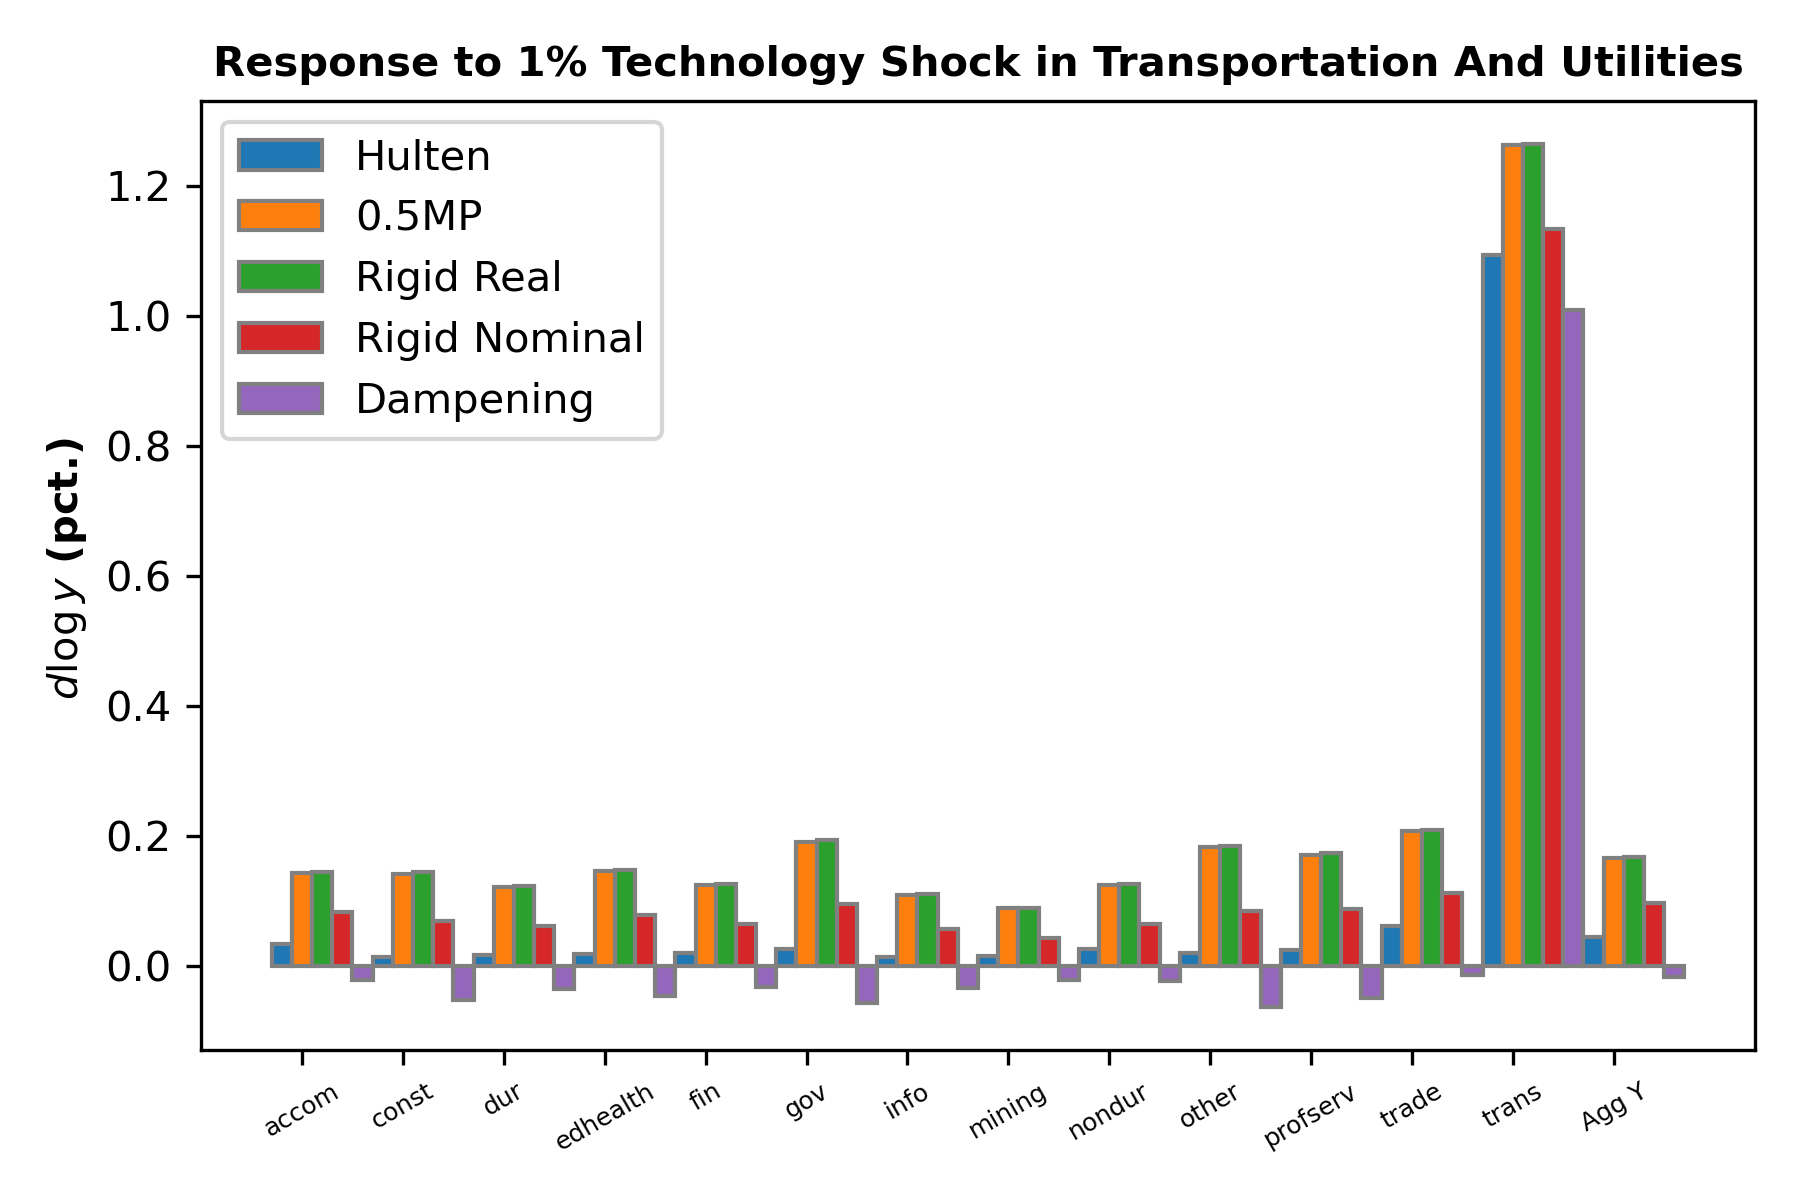 Response to 1% Technology Shock in Transportation And Utilities
Hulten
0.5MP
Rigid Real
Rigid Nominal
Dampening
dlog y (pct.)
1.2
1.0
0.8
0.6
0.4
0.2
0.0
accom const dur edhealth fin gov info mining nondur other profserv trade trans Agg Y